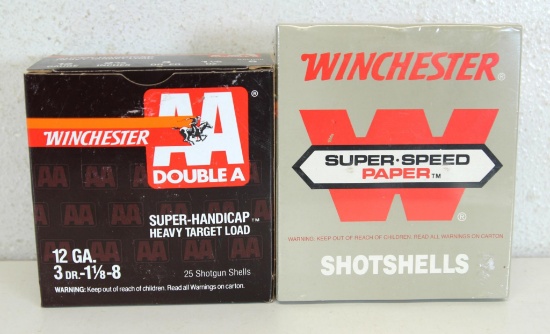 WINCHESTER
AA
®
DOUBLE A
SUPER-HANDICAP™
HEAVY TARGET LOAD
12 GA.
3 DR.-1⅛-8
25 Shotgun Shells
WARNING: Keep out of reach of children. Read all Warnings on carton.
WINCHESTER®
W
SUPER·SPEED
PAPER™
®
WARNING: KEEP OUT OF REACH OF CHILDREN. READ ALL WARNINGS ON CARTON.
SHOTSHELLS